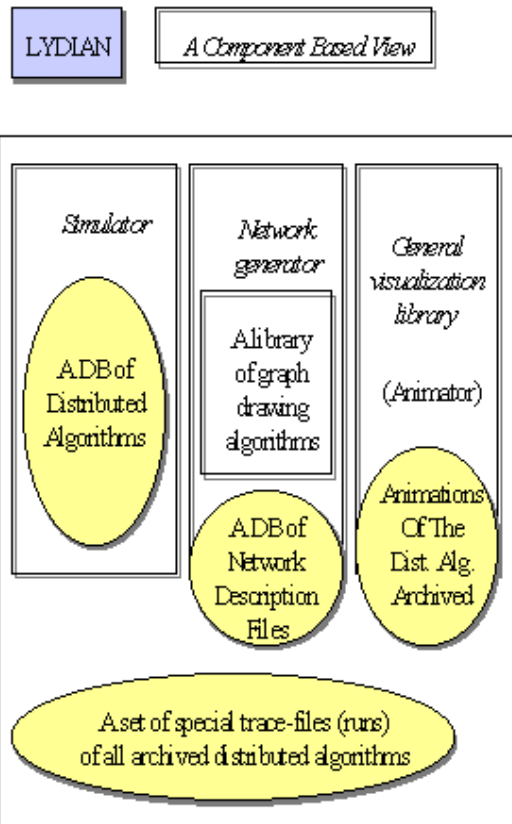 LYDIAN
A Component Based View
Simulator
A DB of
Distributed
Algorithms
Network
generator
A library
of graph
drawing
algorithms
A DB of
Network
Description
Files
General
visualization
library
(Animator)
Animations
Of The
Dist. Alg.
Archived
A set of special trace-files (runs)
of all archived distributed algorithms